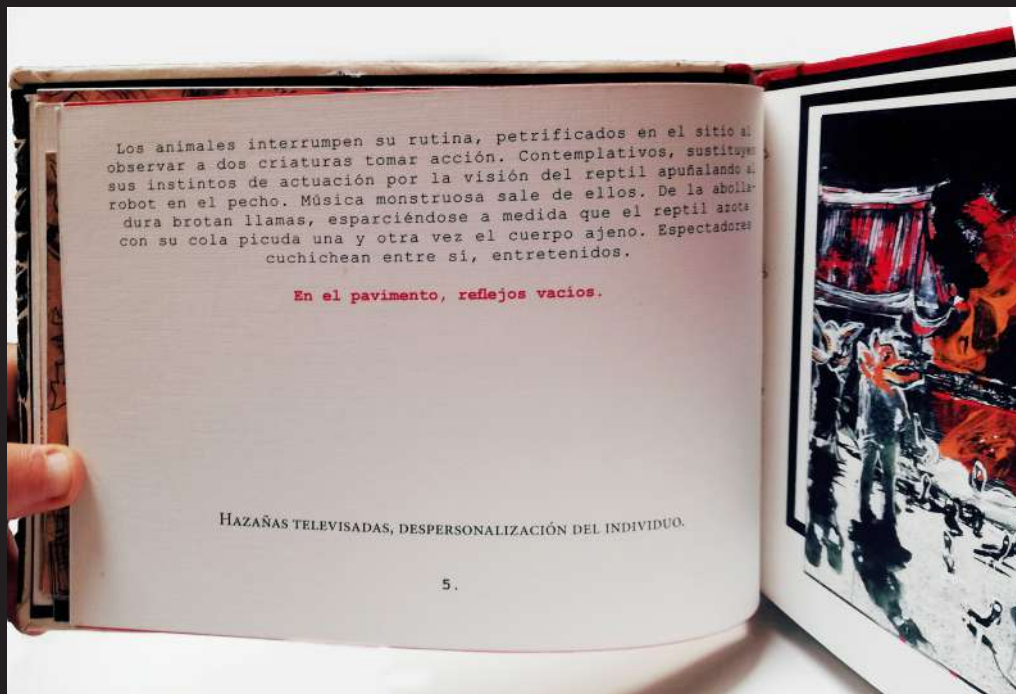 Los animales interrumpen su rutina, petrificados en el sitio al
observar a dos criaturas tomar acción. Contemplativos, sustituyen
sus instintos de actuación por la visión del reptil apuñalando al
robot en el pecho. Música monstruosa sale de ellos. De la abolla-
dura brotan llamas, esparciéndose a medida que el reptil azota
con su cola picuda una y otra vez el cuerpo ajeno. Espectadores
cuchichean entre si, entretenidos.
En el pavimento, reflejos vacios.
HAZAÑAS TELEVISADAS, DESPERSONALIZACIÓN DEL INDIVIDUO.
5.